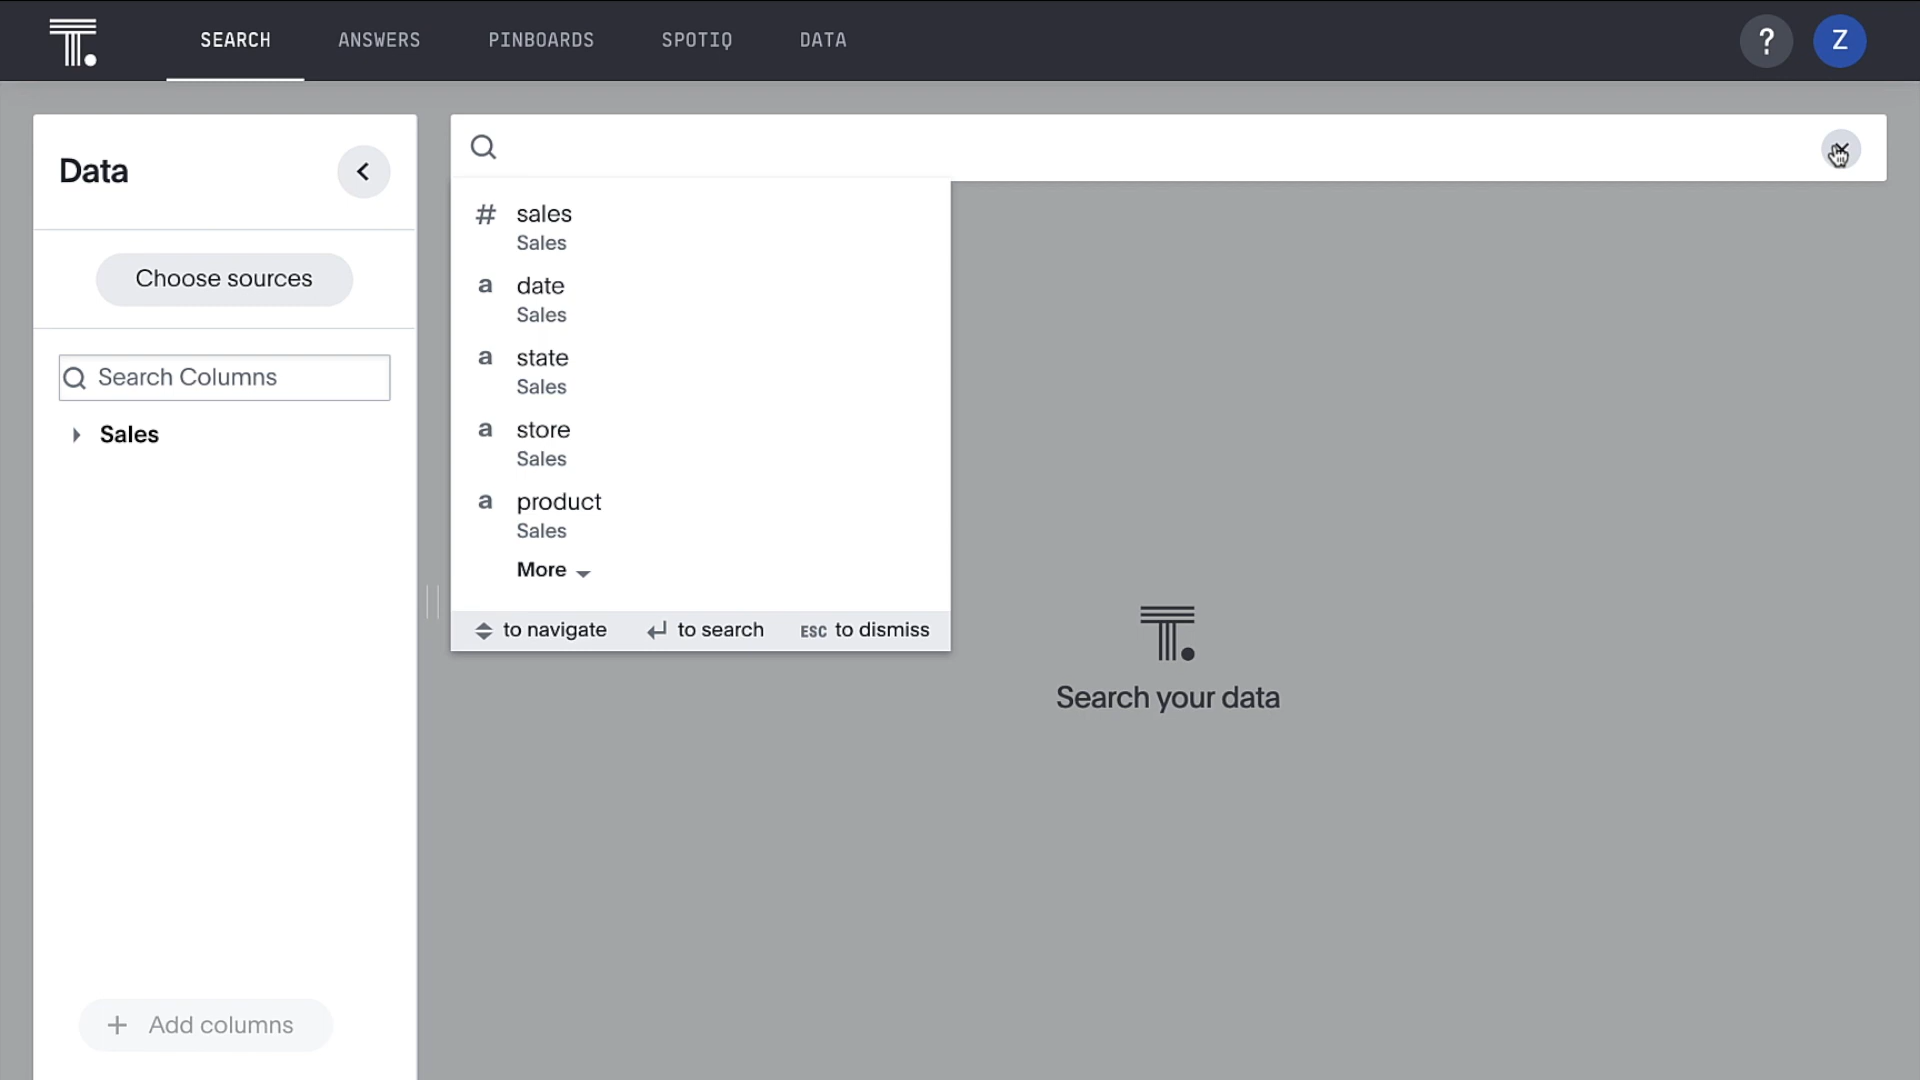 SEARCH
ANSWERS
PINBOARDS
SPOTIQ
DATA
?
Z
Data
Choose sources
Search Columns
Sales
+ Add columns
# sales
Sales
a date
Sales
a state
Sales
a store
Sales
a product
Sales
More
to navigate
to search
ESC to dismiss
T.
Search your data